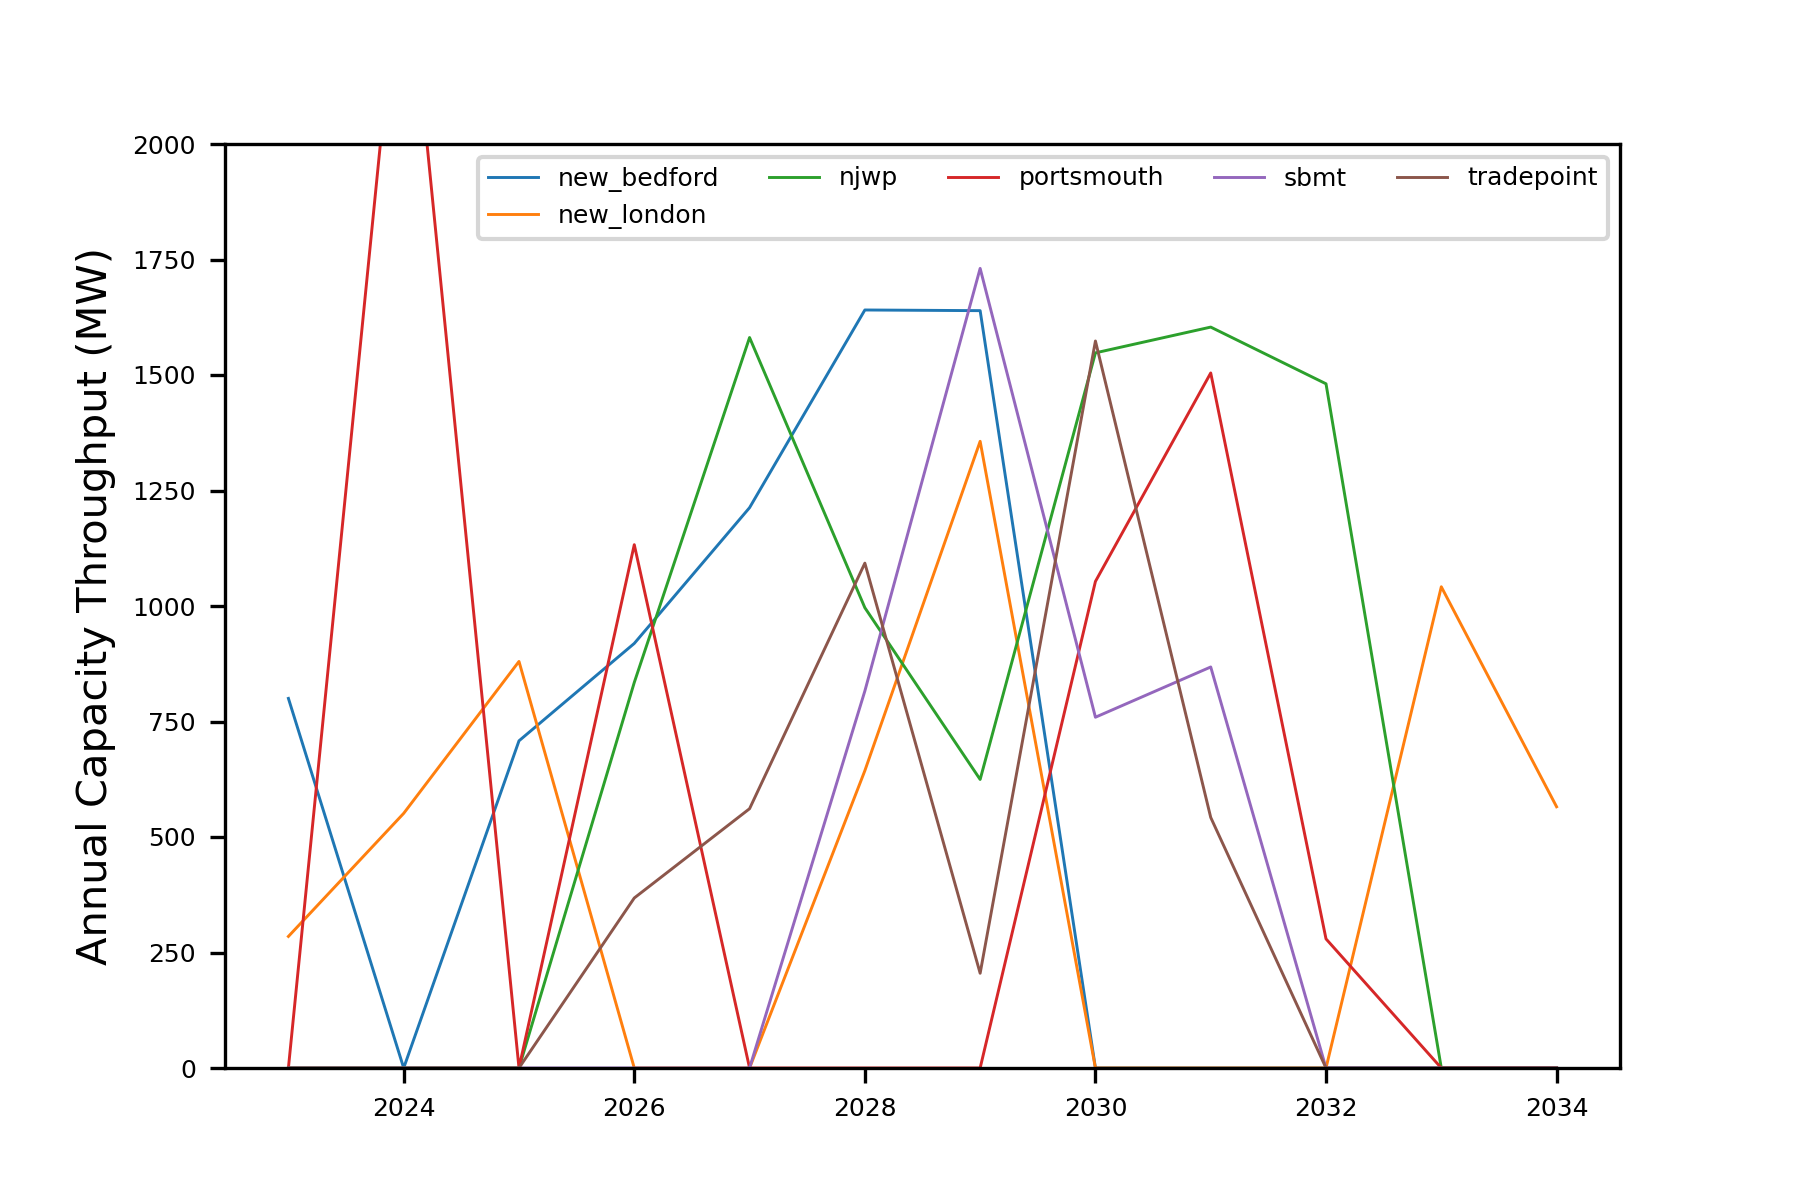 new_bedford njwp portsmouth sbmt tradepoint
new_london
Annual Capacity Throughput (MW)
2000
1750
1500
1250
1000
750
500
250
0
2024 2026 2028 2030 2032 2034